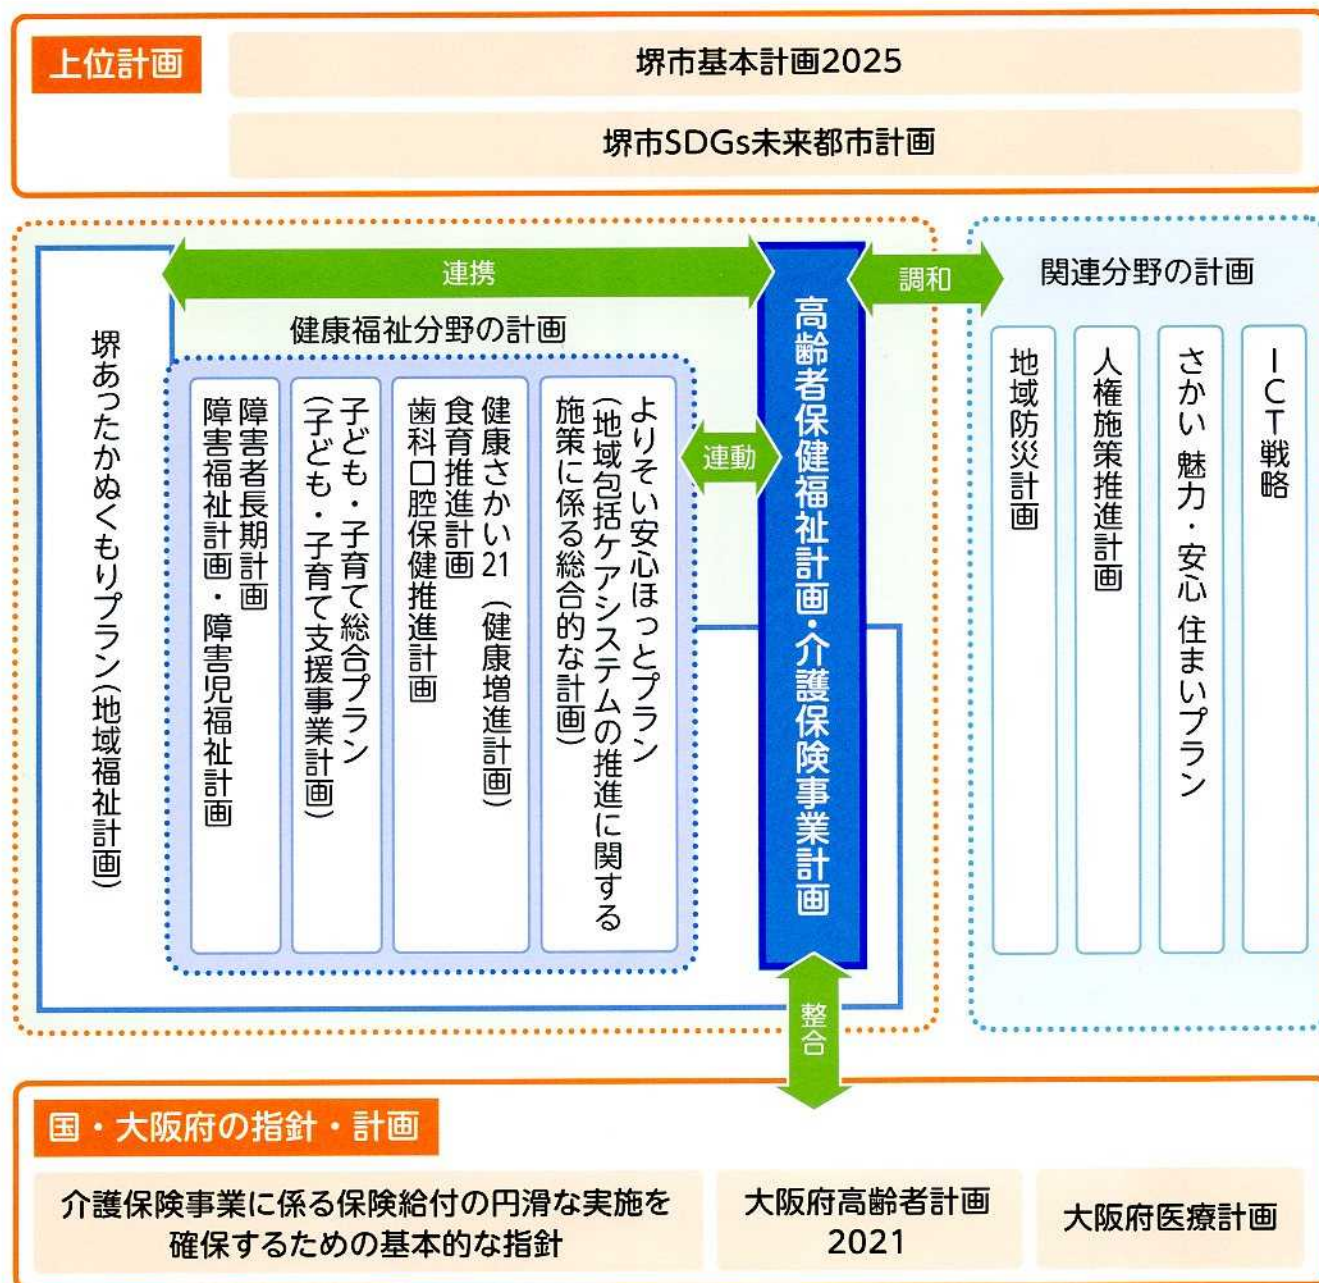 上位計画
堺市基本計画2025
堺市SDGs未来都市計画
連携
調和
関連分野の計画
健康福祉分野の計画
堺あったかぬくもりプラン(地域福祉計画)
障害者長期計画
障害福祉計画・障害児福祉計画
子ども・子育て総合プラン
(子ども・子育て支援事業計画)
健康さかい21(健康増進計画)
食育推進計画
歯科口腔保健推進計画
よりそい安心ほっとプラン
(地域包括ケアシステムの推進に関する
施策に係る総合的な計画)
連動
高齢者保健福祉計画・介護保険事業計画
地域防災計画
人権施策推進計画
さかい 魅力・安心 住まいプラン
ICT戦略
整合
国・大阪府の指針・計画
介護保険事業に係る保険給付の円滑な実施を
確保するための基本的な指針
大阪府高齢者計画
2021
大阪府医療計画